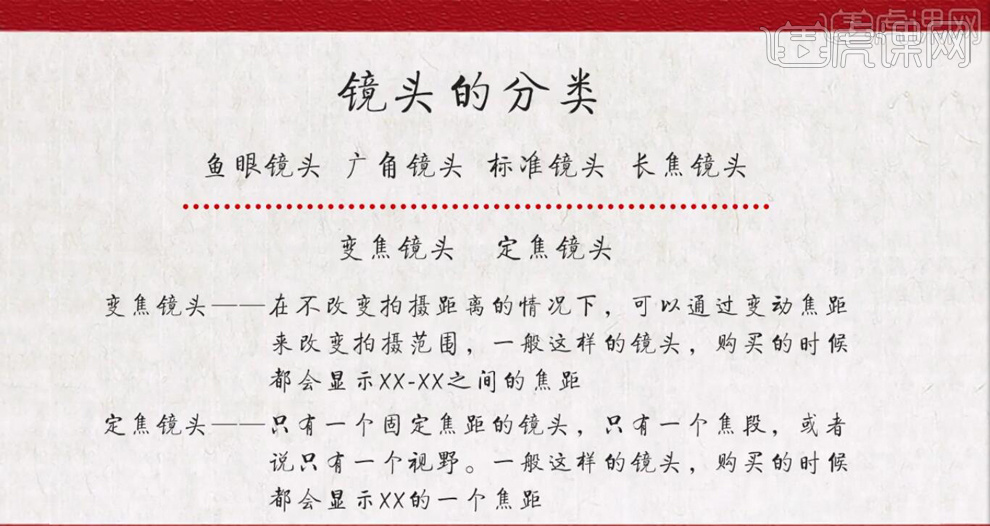 虎课网
镜头的分类
鱼眼镜头 广角镜头 标准镜头 长焦镜头
变焦镜头 定焦镜头
变焦镜头——在不改变拍摄距离的情况下，可以通过变动焦距
来改变拍摄范围，一般这样的镜头，购买的时候
都会显示XX-XX之间的焦距
定焦镜头——只有一个固定焦距的镜头，只有一个焦段，或者
说只有一个视野。一般这样的镜头，购买的时候
都会显示XX的一个焦距